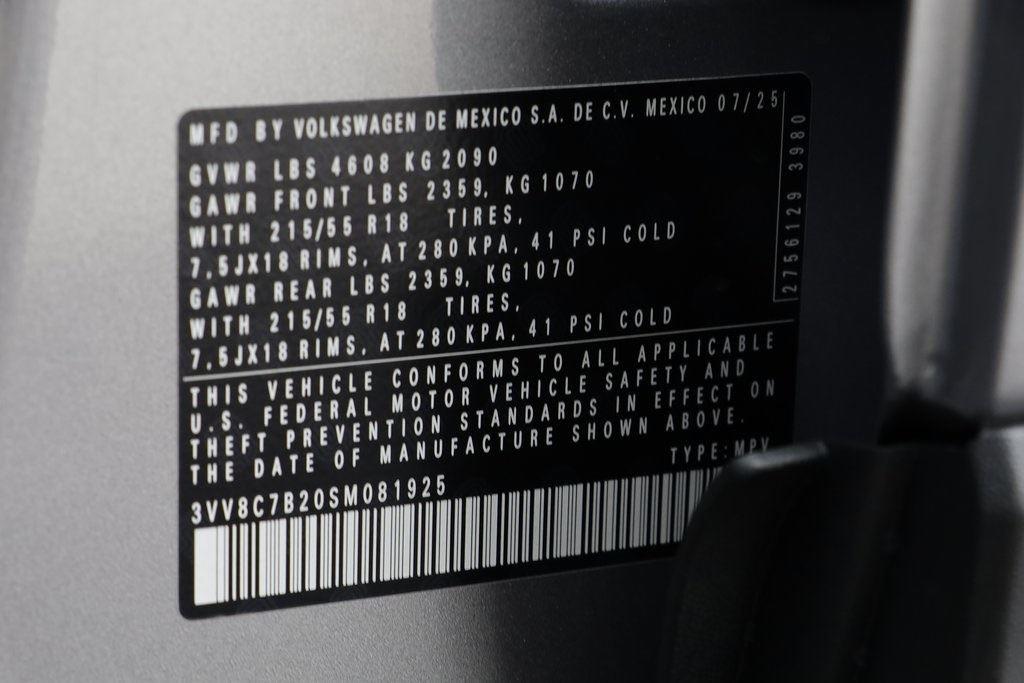 MFD BY VOLKSWAGEN DE MEXICO S.A. DE C.V. MEXICO 07/25
GVWR LBS 4608 KG 2090
GAWR FRONT LBS 2359, KG 1070
WITH 215/55 R18 TIRES,
7.5JX18 RIMS, AT 280 KPA, 41 PSI COLD
GAWR REAR LBS 2359, KG 1070
WITH 215/55 R18 TIRES,
7.5JX18 RIMS, AT 280 KPA, 41 PSI COLD
2756129 3980
THIS VEHICLE CONFORMS TO ALL APPLICABLE
U.S. FEDERAL MOTOR VEHICLE SAFETY AND
THEFT PREVENTION STANDARDS IN EFFECT ON
THE DATE OF MANUFACTURE SHOWN ABOVE.
TYPE: MPV
3VV8C7B20SM081925